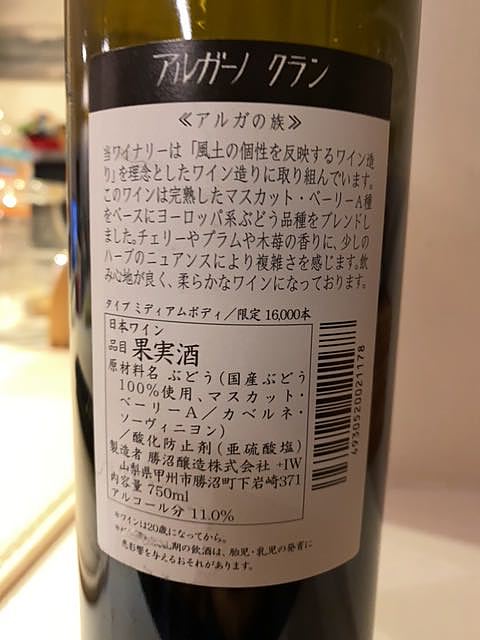 アルガーノ クラン
≪アルガの族≫
当ワイナリーは「風土の個性を反映するワイン造
り」を理念としたワイン造りに取り組んでいます。
このワインは完熟したマスカット・ベーリーA種
をベースにヨーロッパ系ぶどう品種をブレンドし
ました。チェリーやプラムや木苺の香りに、少しの
ハーブのニュアンスにより複雑さを感じます。飲
み心地が良く、柔らかなワインになっております。
タイプ ミディアムボディ／限定 16,000本
日本ワイン
品目 果実酒
原材料名 ぶどう(国産ぶどう
100%使用、マスカット・
ベーリーA／カベルネ・
ソーヴィニヨン)
／酸化防止剤(亜硫酸塩)
製造者 勝沼醸造株式会社 +IW
山梨県甲州市勝沼町下岩崎371
内容量 750ml
アルコール分 11.0%
4930520021178
※ワインは20歳になってから。
期の飲酒は、胎児・乳児の発育に
悪影響を与えるおそれがあります。